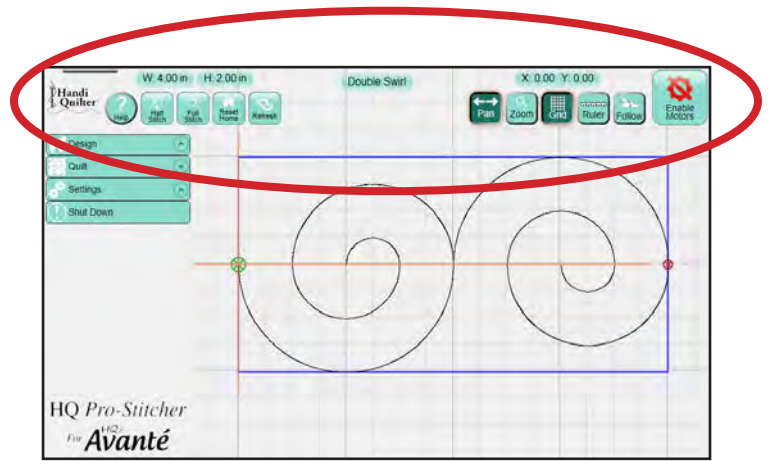 W: 4.00 in H: 2.00 in Double Swirl X: 0.00 Y: 0.00
Handi
Quilter
Help
Half
Stitch
Full
Stitch
Reset
Home
Refresh
Pan
Zoom
Grid
Ruler
Follow
Enable
Motors
Design
Quilt
Settings
Shut Down
HQ Pro-Stitcher
For HQ Avanté